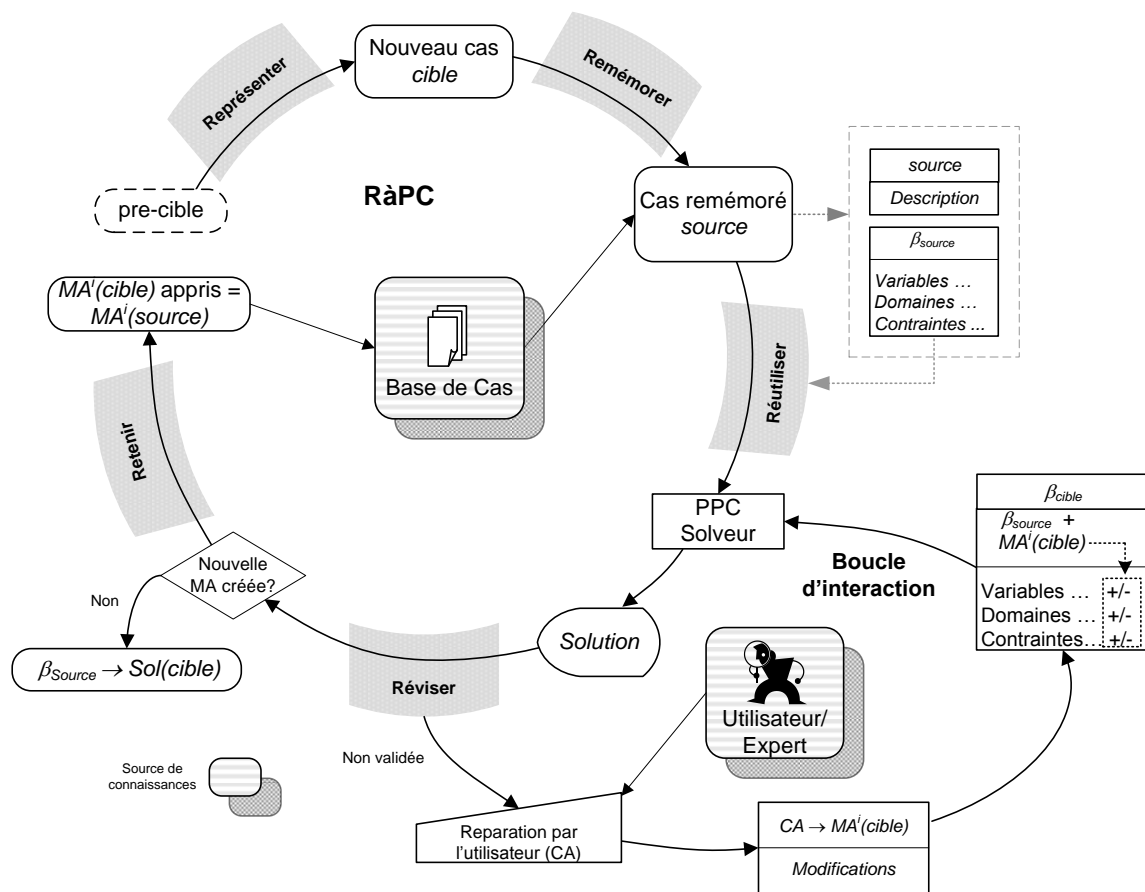 Nouveau cas
cible
Représenter
Remémorer
pre-cible
RàPC
Cas remémoré
source
source
Description
βsource
Variables …
Domaines …
Contraintes ...
MAⁱ(cible) appris =
MAⁱ(source)
Base de Cas
Réutiliser
Retenir
PPC
Solveur
Boucle
d'interaction
βcible
βsource +
MAⁱ(cible)
Variables … +/-
Domaines … +/-
Contraintes… +/-
Nouvelle
MA créée?
Non
βSource → Sol(cible)
Solution
Réviser
Utilisateur/
Expert
Non validée
Source de
connaissances
Reparation par
l'utilisateur (CA)
CA → MAⁱ(cible)
Modifications